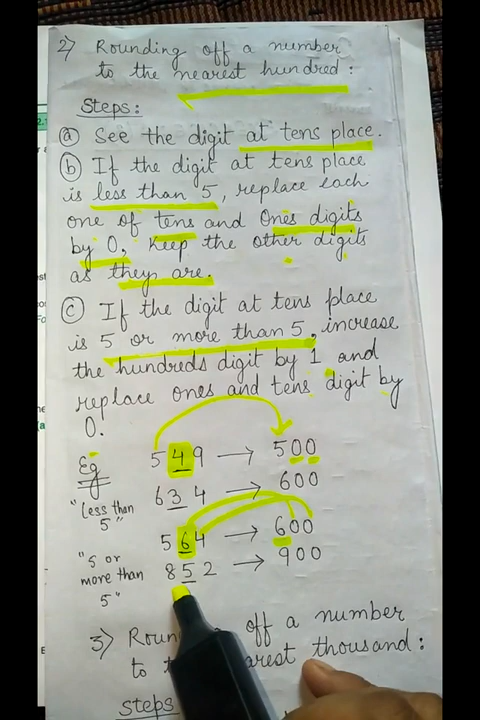 2) Rounding off a number
to the nearest hundred:
Steps:
(a) See the digit at tens place.
(b) If the digit at tens place
is less than 5, replace each
one of tens and Ones digits
by 0. Keep the other digits
as they are.
(c) If the digit at tens place
is 5 or more than 5, increase
the hundreds digit by 1 and
replace ones and tens digit by
0.
Eg 549 → 500
"less than 5" 634 → 600
564 → 600
"5 or more than 5" 852 → 900
3) off a number
to thousand:
Steps